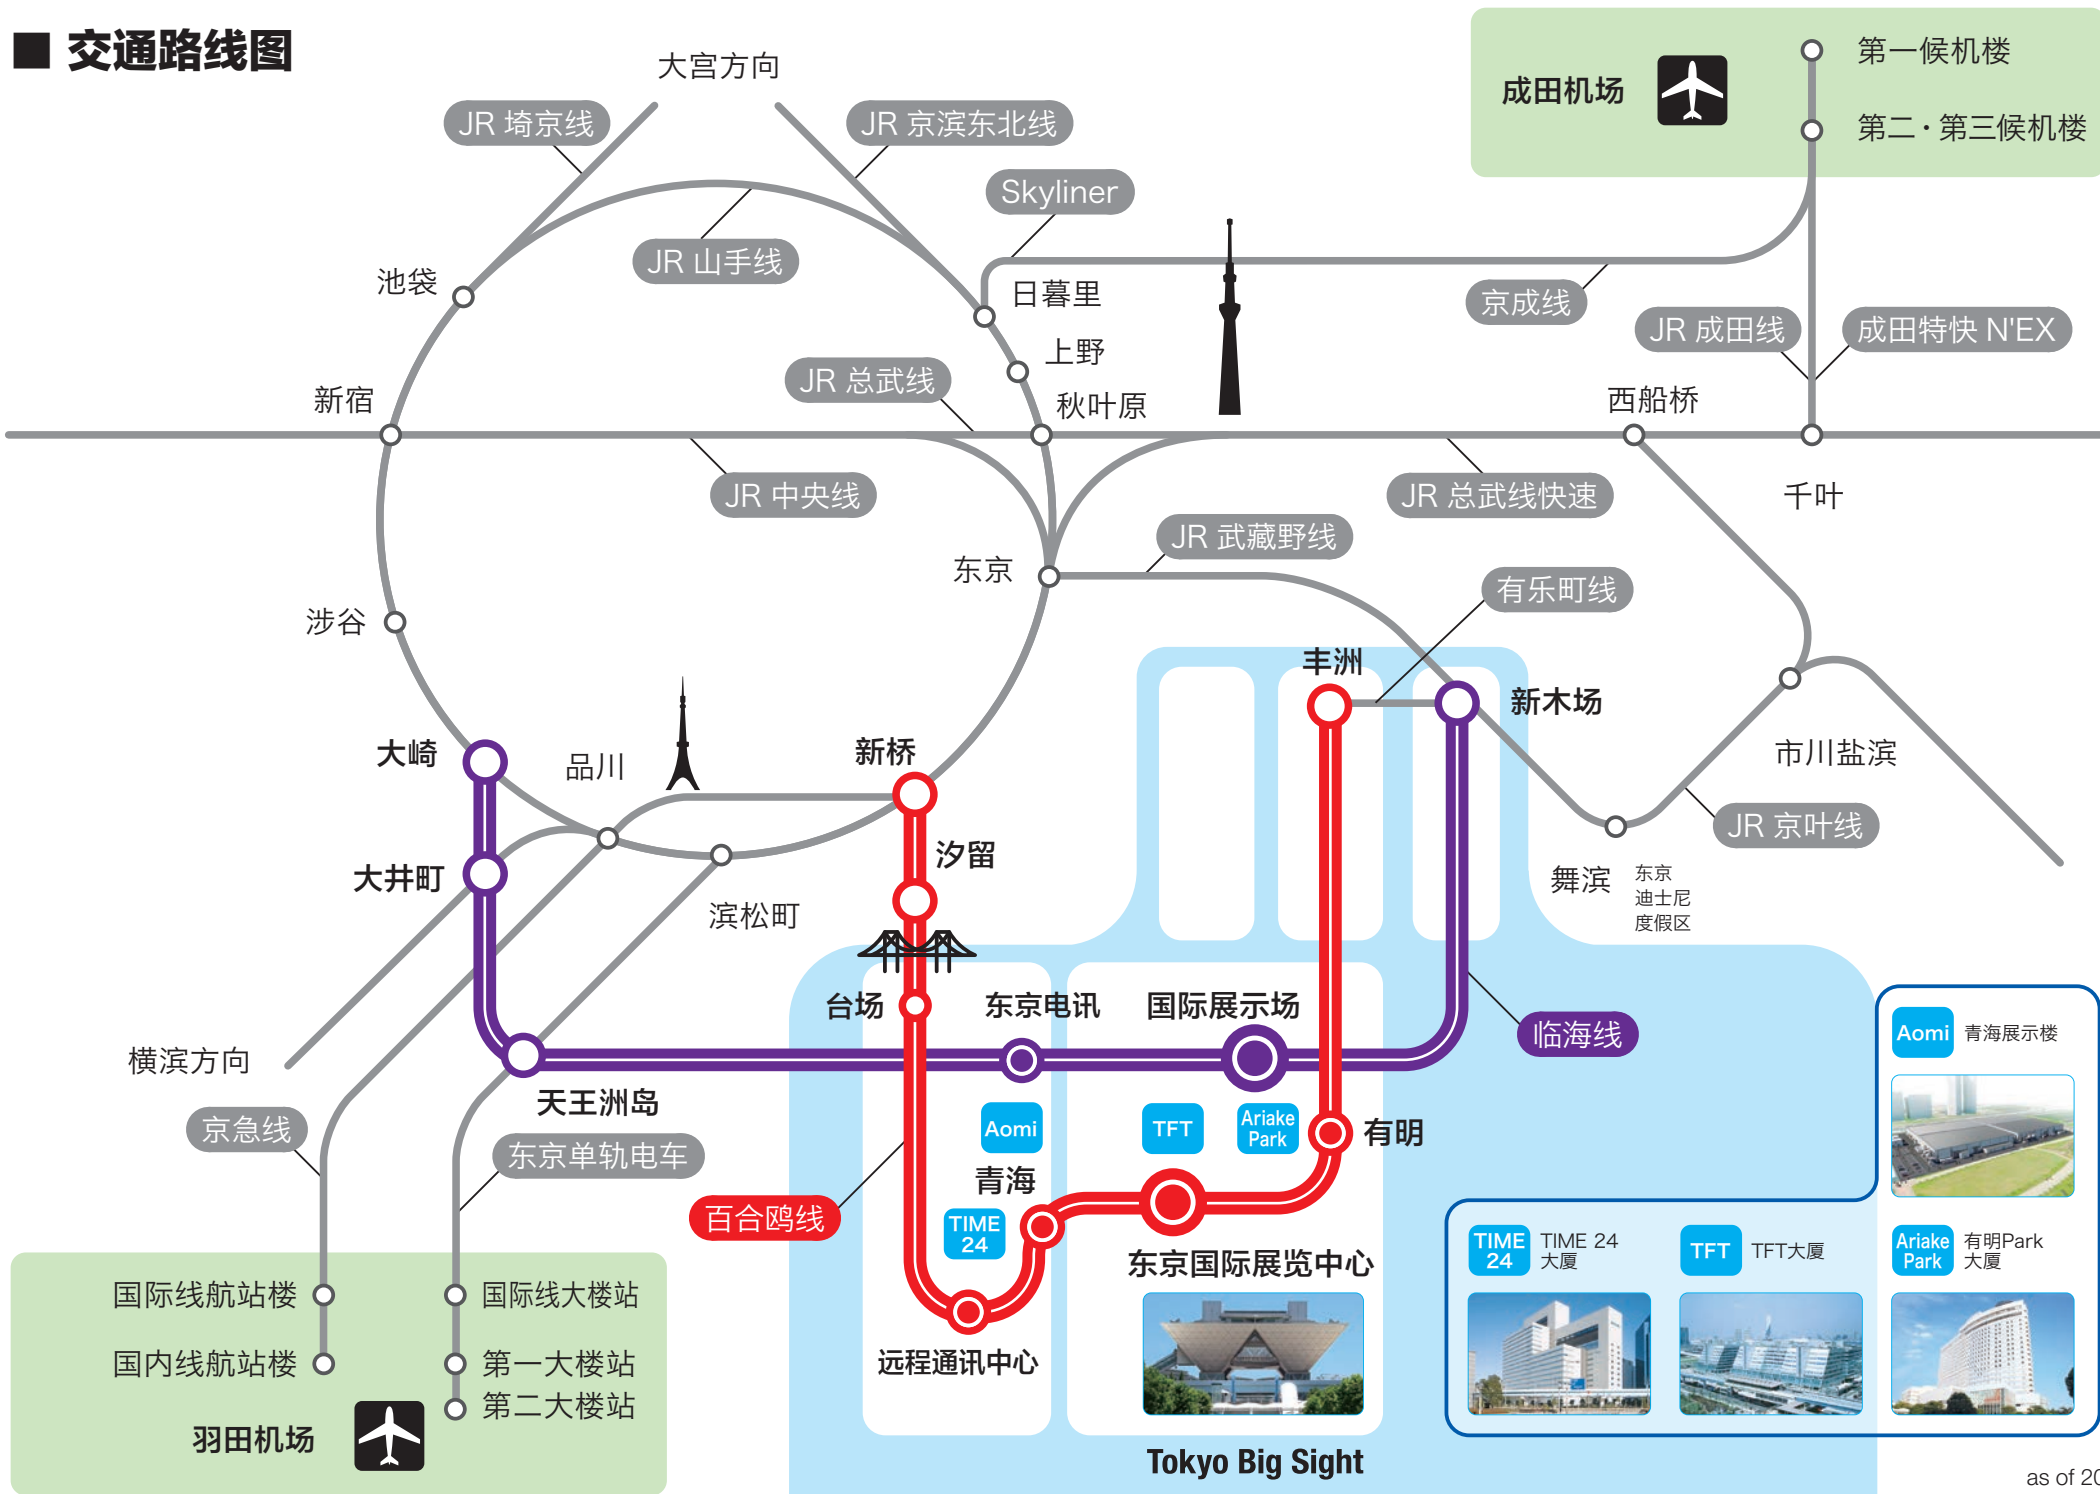 ■ 交通路线图
大宫方向
JR 埼京线
JR 京滨东北线
Skyliner
JR 山手线
成田机场
第一候机楼
第二・第三候机楼
池袋
日暮里
京成线
JR 成田线
成田特快 N'EX
上野
JR 总武线
新宿
秋叶原
西船桥
JR 中央线
JR 总武线快速
千叶
JR 武藏野线
东京
有乐町线
涉谷
丰洲
新木场
大崎
品川
新桥
市川盐滨
JR 京叶线
汐留
大井町
滨松町
舞滨
东京
迪士尼
度假区
台场
东京电讯
国际展示场
临海线
横滨方向
天王洲岛
京急线
东京单轨电车
Aomi
TFT
Ariake
Park
有明
青海
百合鸥线
TIME
24
东京国际展览中心
远程通讯中心
国际线航站楼
国内线航站楼
国际线大楼站
第一大楼站
第二大楼站
羽田机场
Tokyo Big Sight
Aomi
青海展示楼
TIME
24
TIME 24
大厦
TFT
TFT大厦
Ariake
Park
有明Park
大厦
as of 20